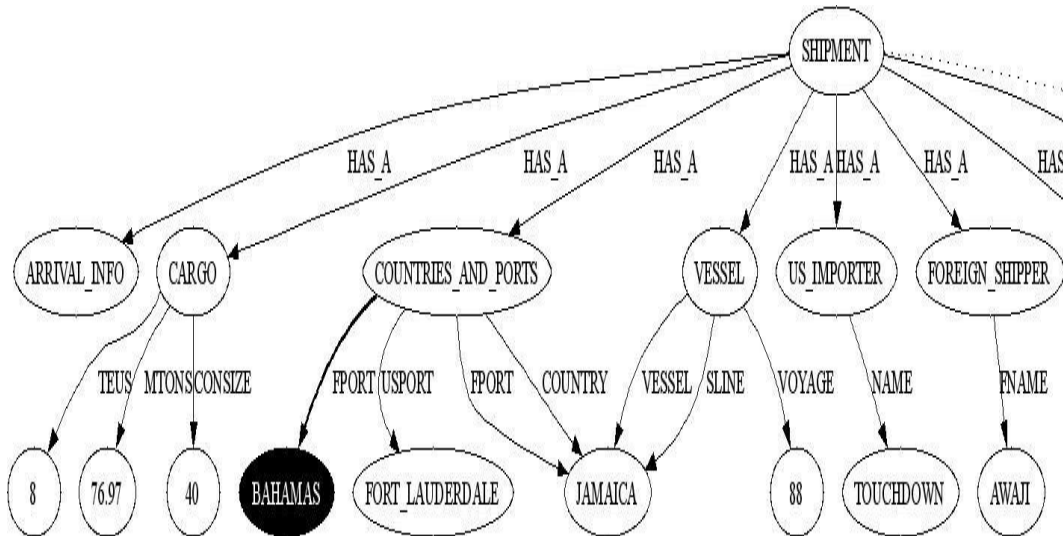 SHIPMENT
HAS_A HAS_A HAS_A HAS_A HAS_A HAS_A HAS
ARRIVAL_INFO CARGO COUNTRIES_AND_PORTS VESSEL US_IMPORTER FOREIGN_SHIPPER
TEUS MTONS CONSIZE FPORT USPORT FPORT COUNTRY VESSEL SLINE VOYAGE NAME FNAME
8 76.97 40 BAHAMAS FORT_LAUDERDALE JAMAICA 88 TOUCHDOWN AWAJI